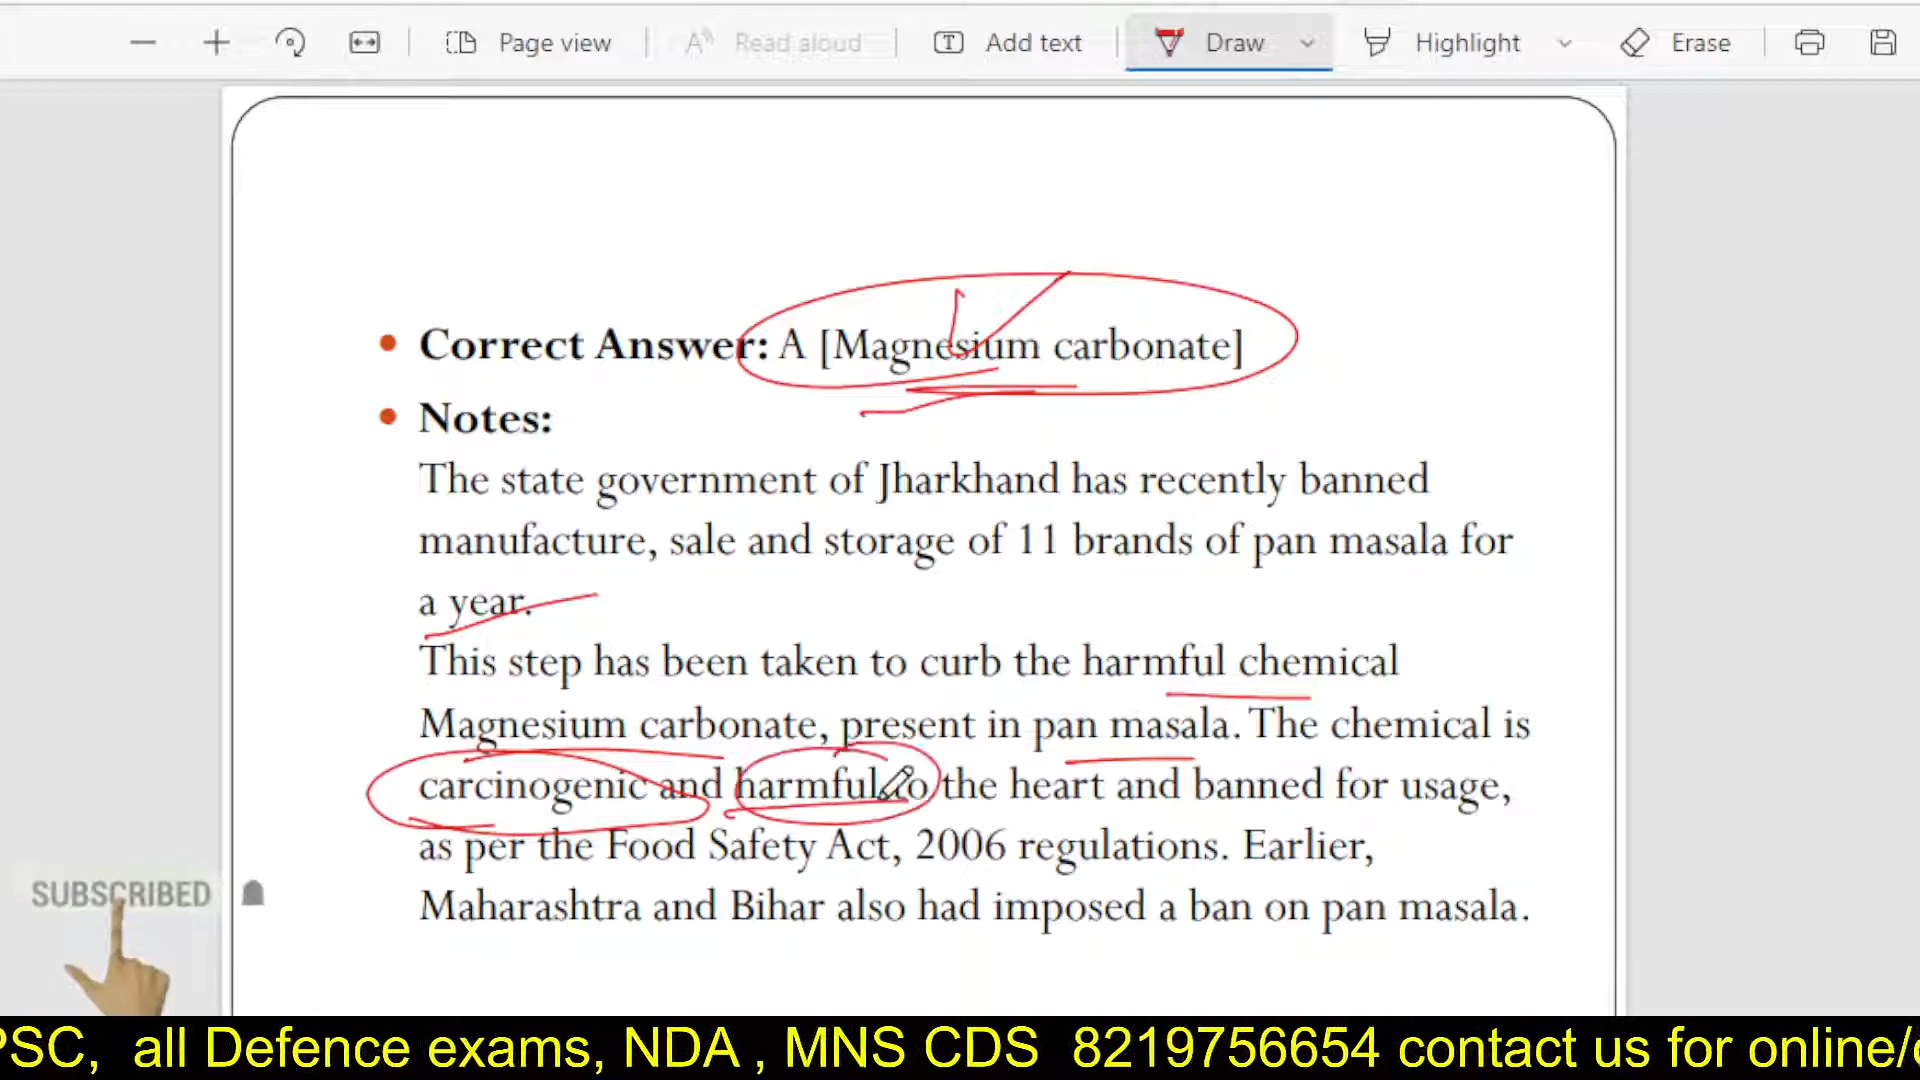 Page view
Read aloud
Add text
Draw
Highlight
Erase
Correct Answer: A [Magnesium carbonate]
Notes:
The state government of Jharkhand has recently banned
manufacture, sale and storage of 11 brands of pan masala for
a year.
This step has been taken to curb the harmful chemical
Magnesium carbonate, present in pan masala. The chemical is
carcinogenic and harmful to the heart and banned for usage,
as per the Food Safety Act, 2006 regulations. Earlier,
Maharashtra and Bihar also had imposed a ban on pan masala.
SUBSCRIBED
PSC, all Defence exams, NDA , MNS CDS 8219756654 contact us for online/